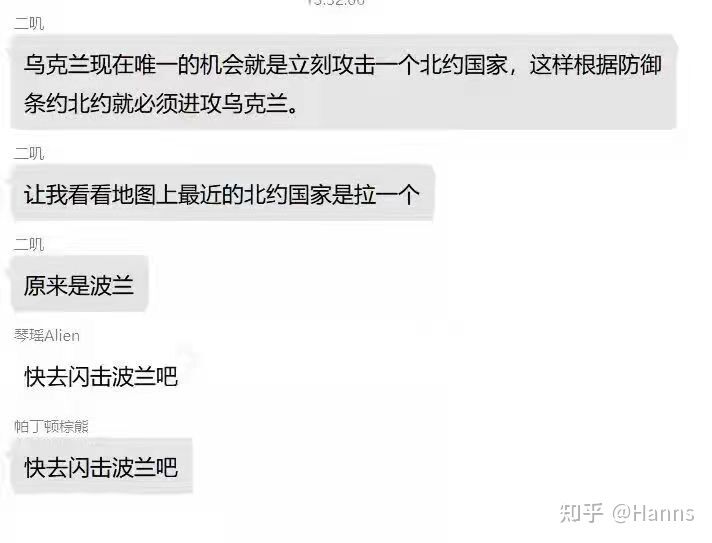 二叽
乌克兰现在唯一的机会就是立刻攻击一个北约国家，这样根据防御
条约北约就必须进攻乌克兰。
二叽
让我看看地图上最近的北约国家是拉一个
二叽
原来是波兰
琴瑶Alien
快去闪击波兰吧
帕丁顿棕熊
快去闪击波兰吧
知乎 @Hanns